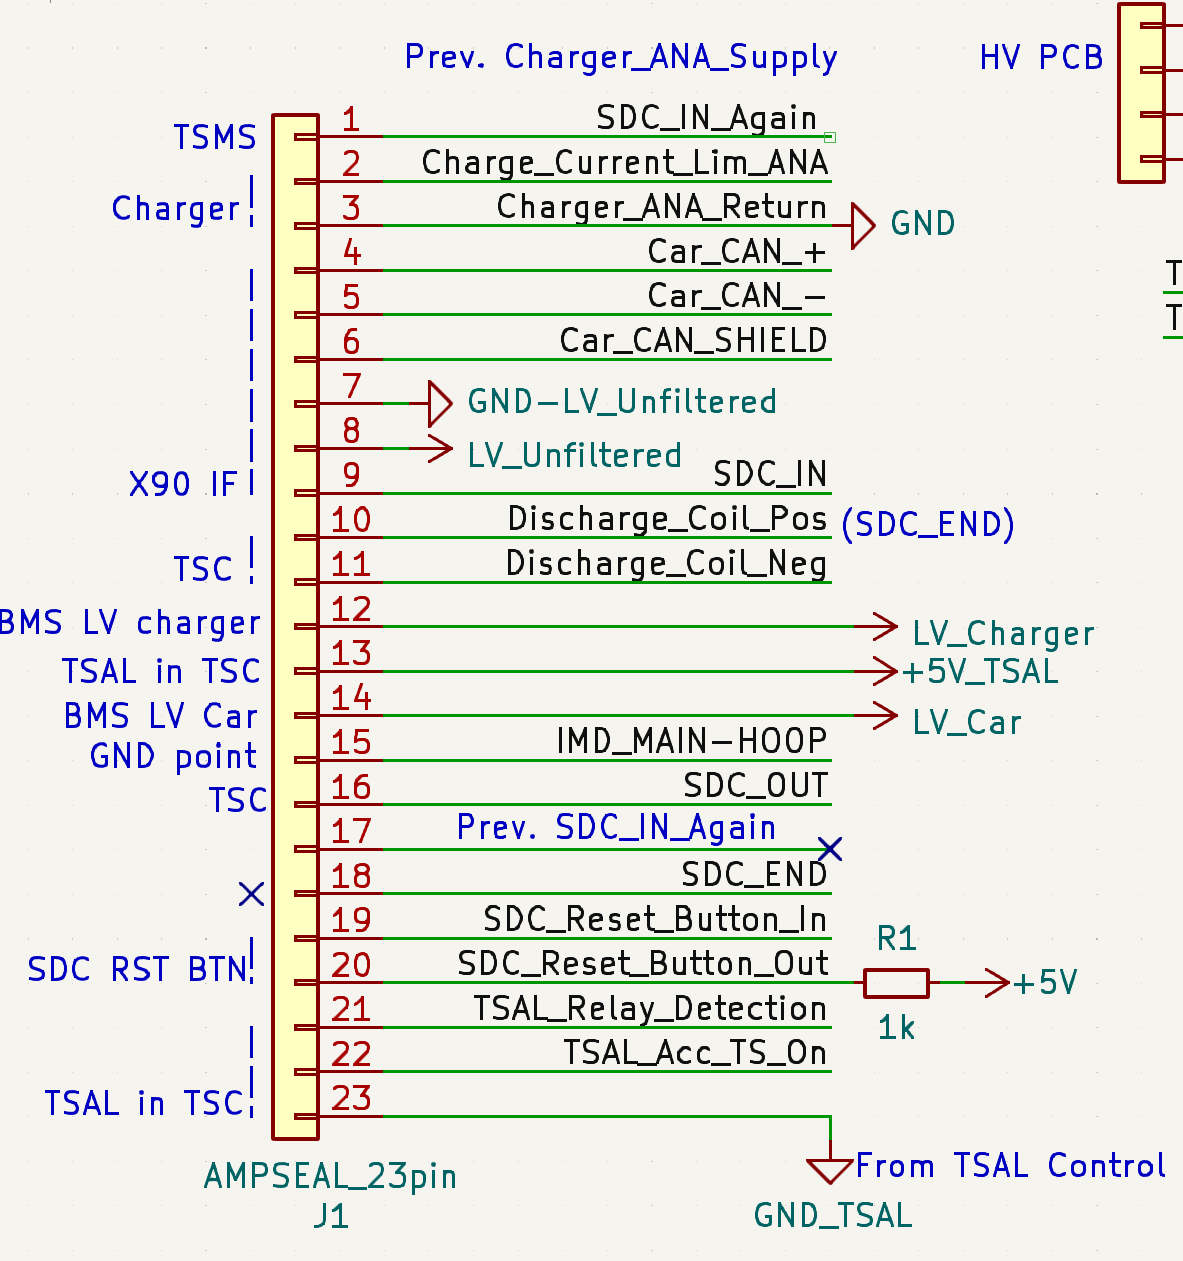 Prev. Charger_ANA_Supply
HV PCB
TSMS 1 SDC_IN_Again
2 Charge_Current_Lim_ANA
Charger 3 Charger_ANA_Return GND
4 Car_CAN_+
5 Car_CAN_-
6 Car_CAN_SHIELD
7 GND-LV_Unfiltered
8 LV_Unfiltered
X90 IF 9 SDC_IN
10 Discharge_Coil_Pos (SDC_END)
TSC 11 Discharge_Coil_Neg
BMS LV charger 12 LV_Charger
TSAL in TSC 13 +5V_TSAL
BMS LV Car 14 LV_Car
GND point 15 IMD_MAIN-HOOP
TSC 16 SDC_OUT
17 Prev. SDC_IN_Again
18 SDC_END
19 SDC_Reset_Button_In
R1
SDC RST BTN 20 SDC_Reset_Button_Out +5V
1k
21 TSAL_Relay_Detection
22 TSAL_Acc_TS_On
TSAL in TSC 23
From TSAL Control
GND_TSAL
AMPSEAL_23pin
J1
T
T